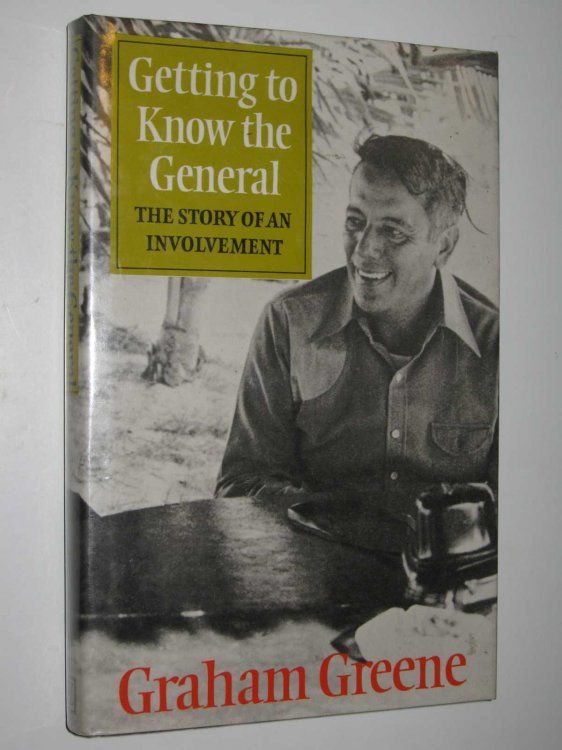 Getting to
Know the
General
THE STORY OF AN
INVOLVEMENT
Graham Greene